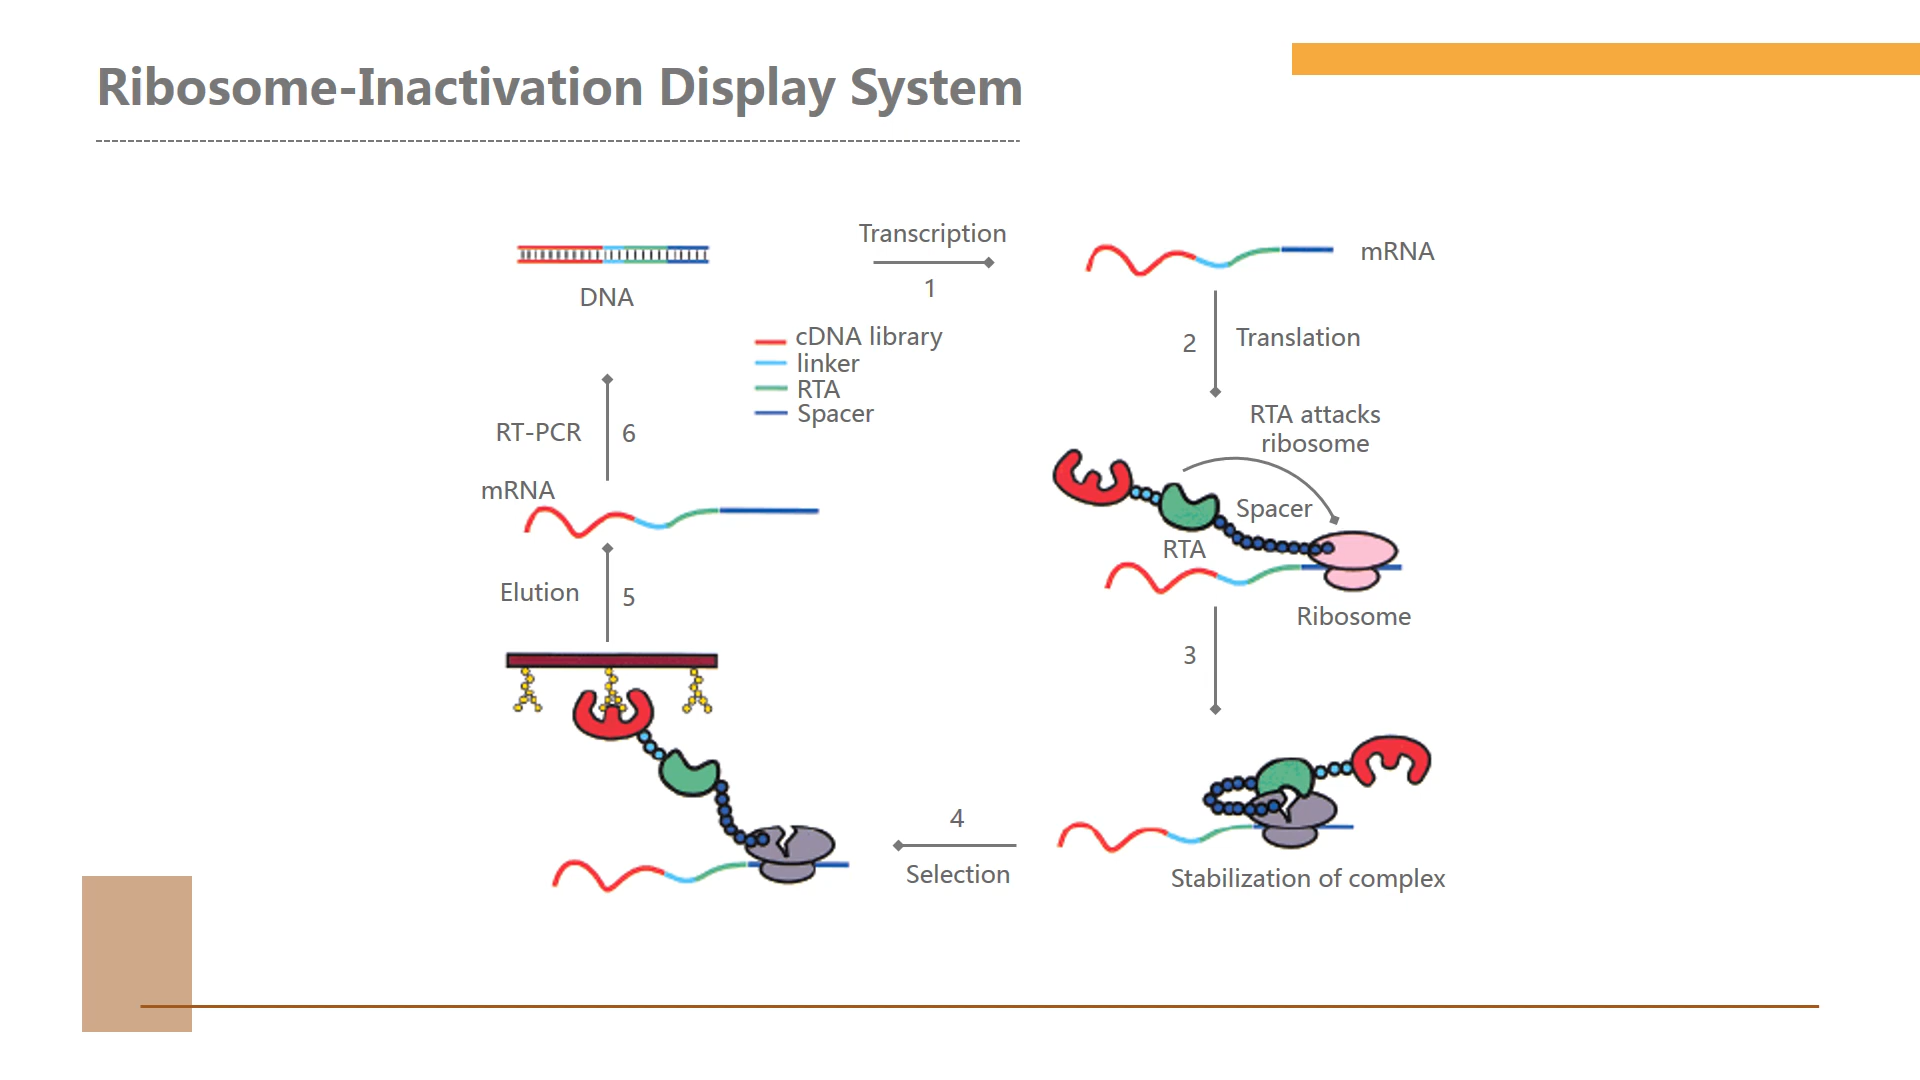 Ribosome-Inactivation Display System
Transcription
1
DNA
mRNA
cDNA library
linker
RTA
Spacer
2
Translation
RTA attacks
ribosome
Spacer
RTA
Ribosome
3
Stabilization of complex
4
Selection
Elution
5
mRNA
RT-PCR
6